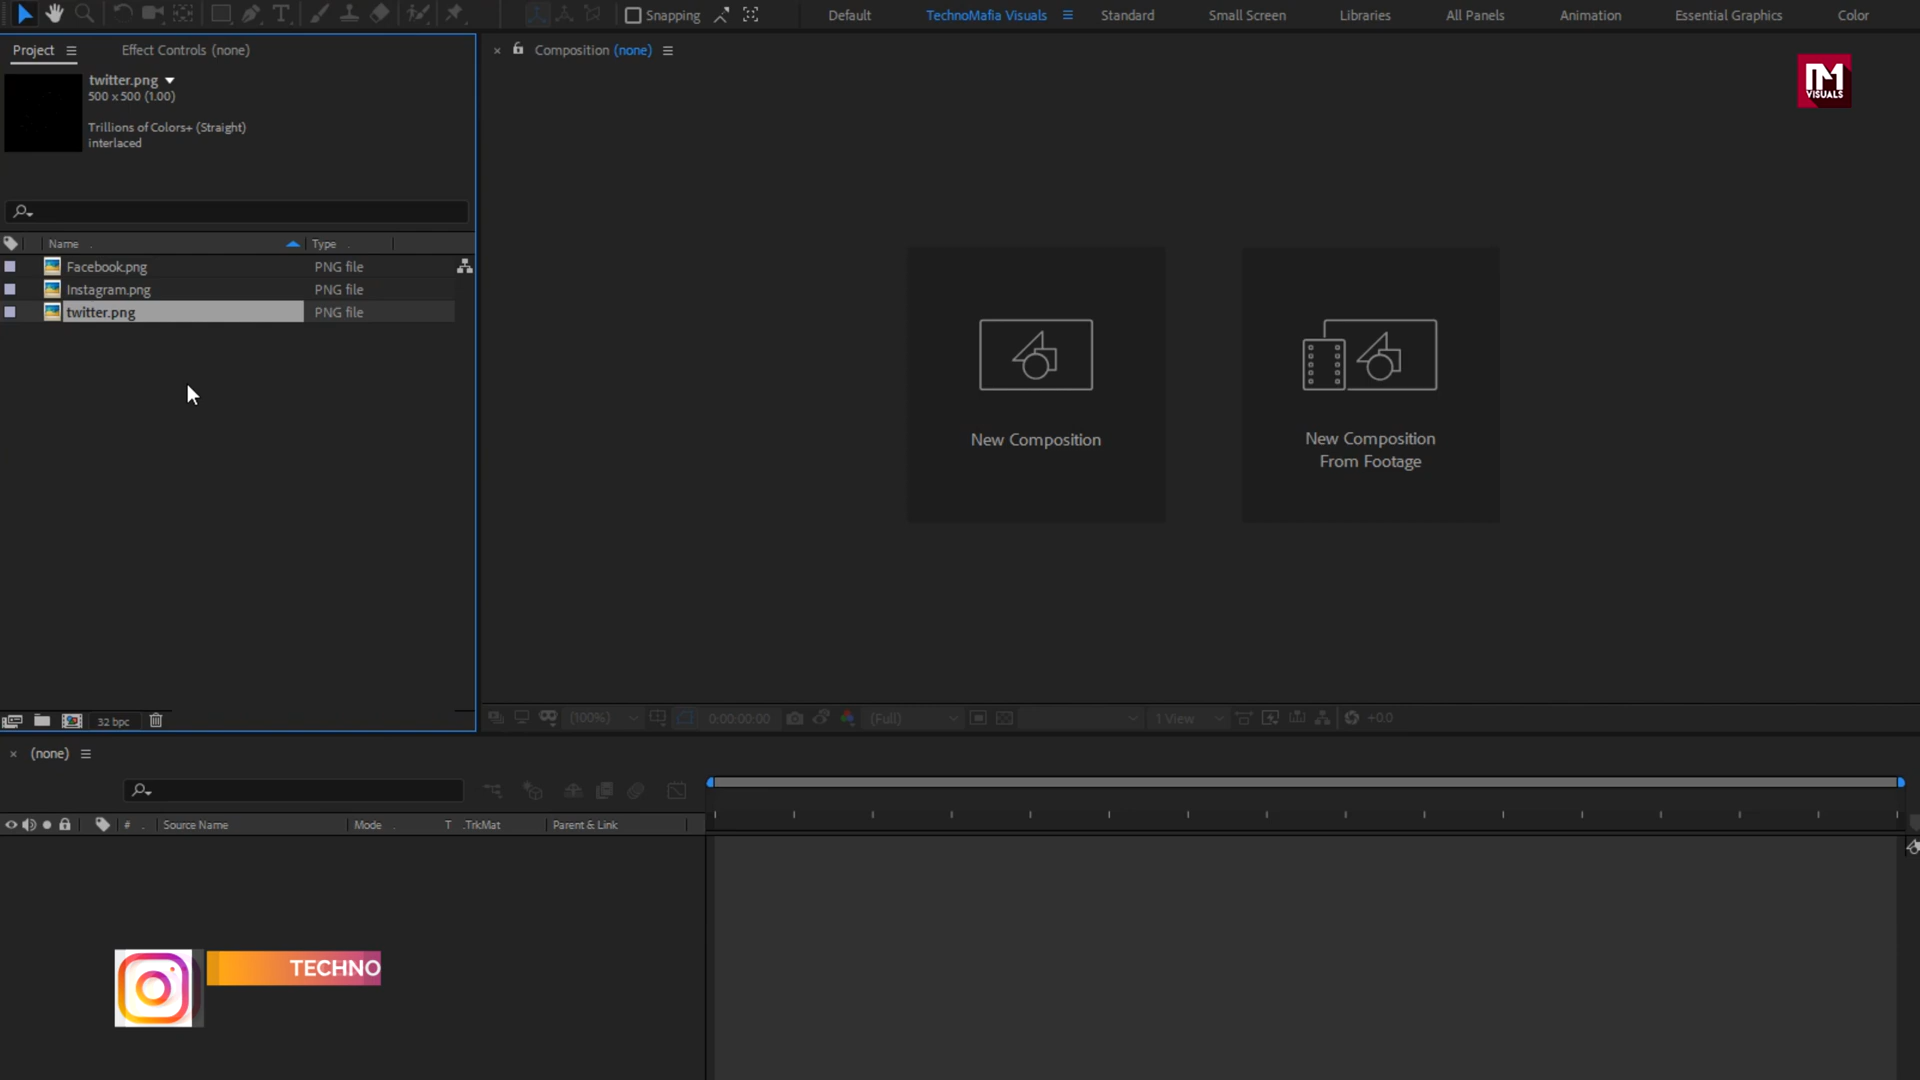 Snapping
Default
TechnoMafia Visuals
Standard
Small Screen
Libraries
All Panels
Animation
Essential Graphics
Color
Project
Effect Controls (none)
Composition (none)
twitter.png
500 x 500 (1.00)
Trillions of Colors+ (Straight)
interlaced
VISUALS
Name
Type
Facebook.png
PNG file
Instagram.png
PNG file
twitter.png
PNG file
New Composition
New Composition
From Footage
32 bpc
(100%)
0:00:00:00
(Full)
1 View
+0.0
(none)
#
Source Name
Mode
T .TrkMat
Parent & Link
TECHNO